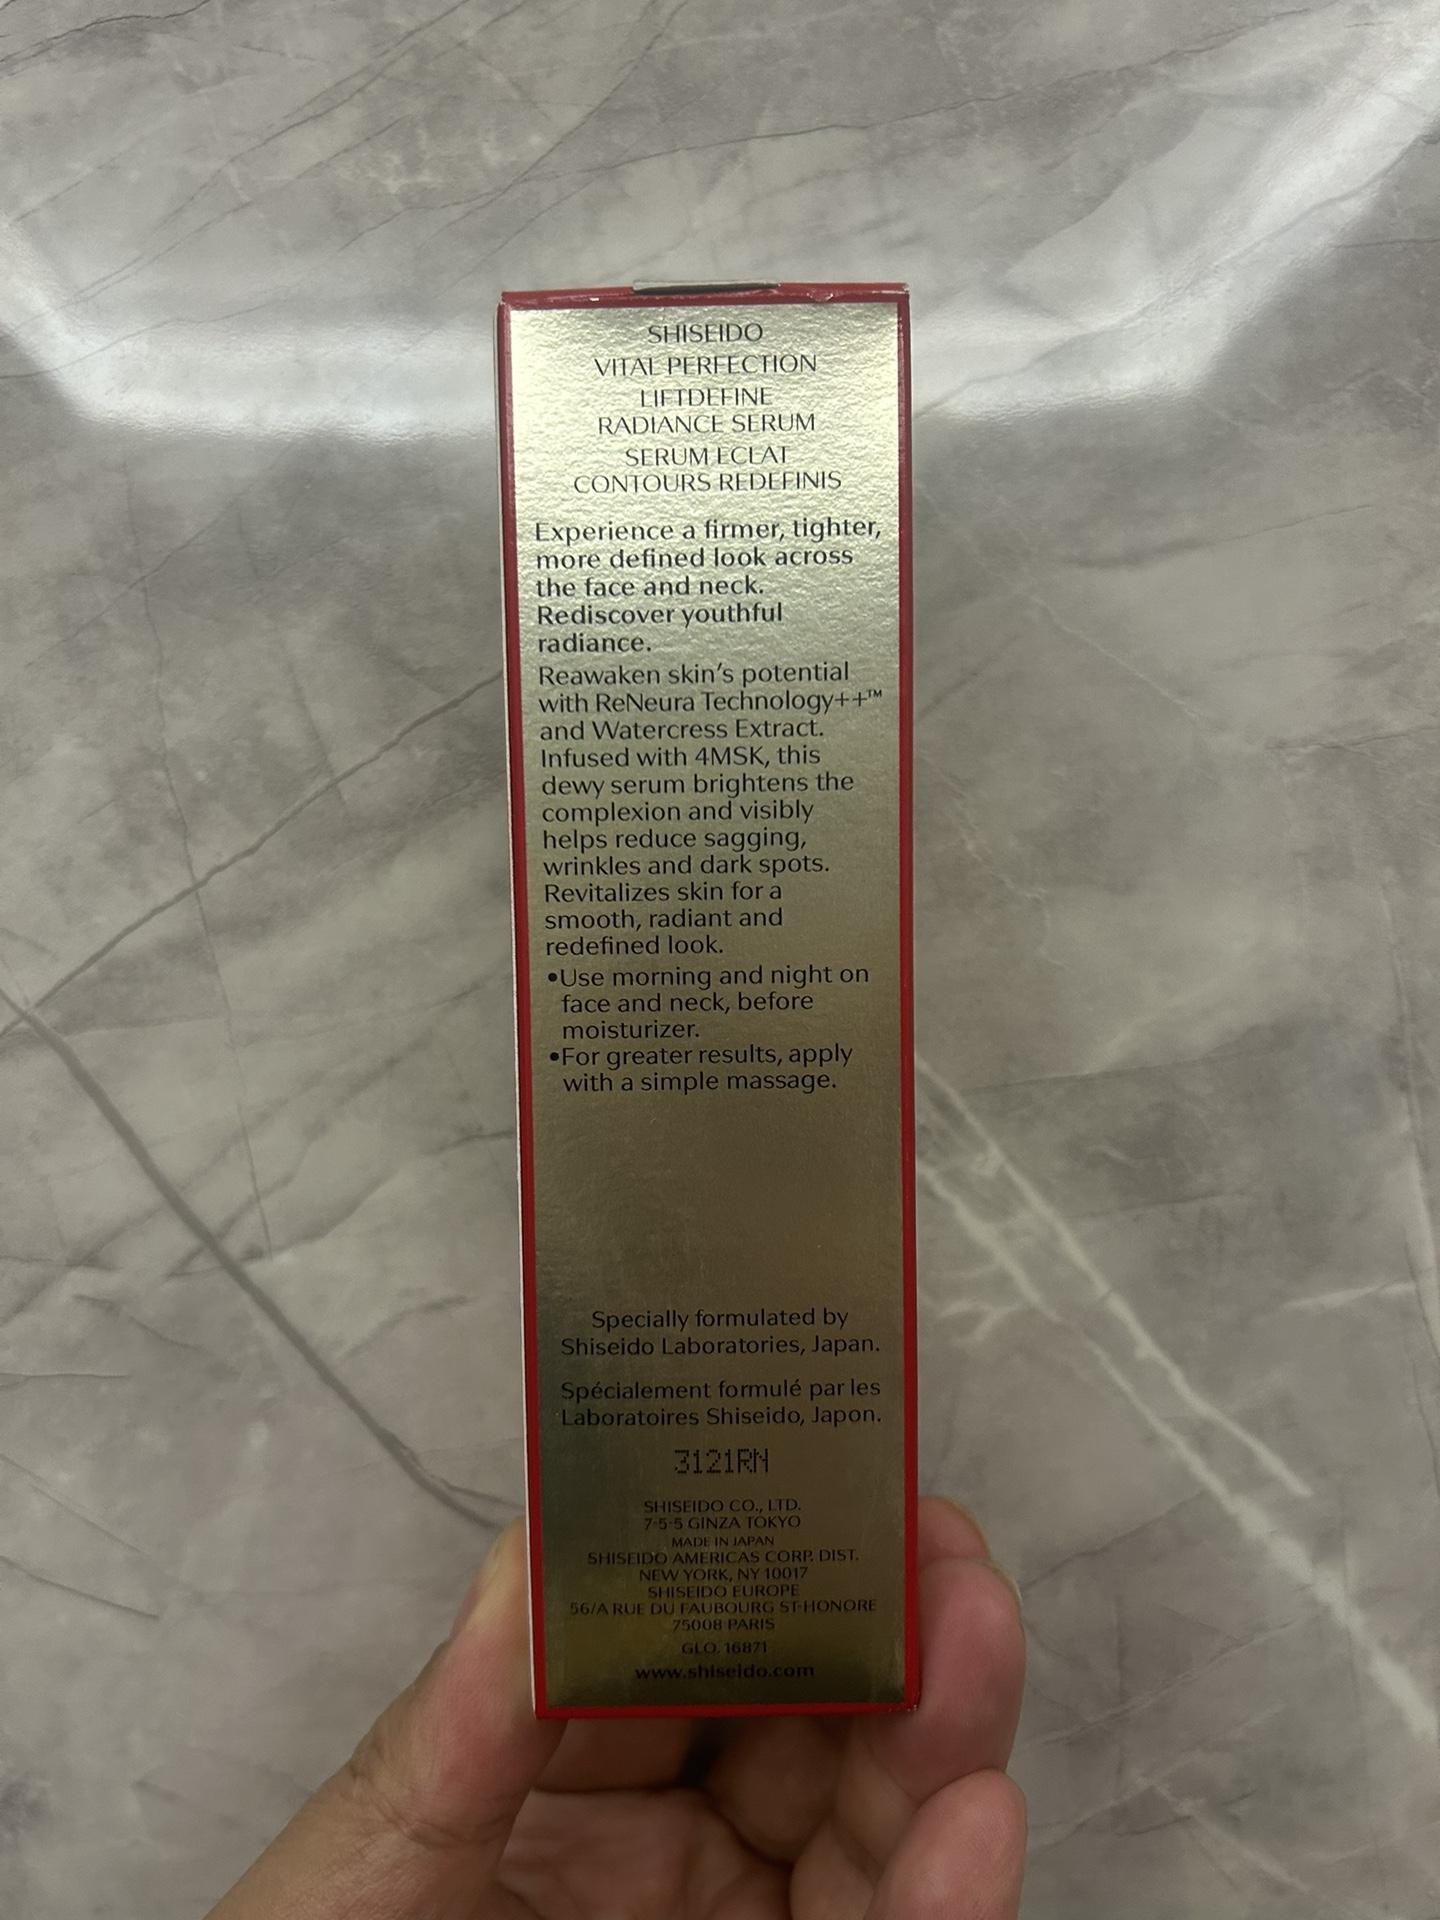 SHISEIDO
VITAL PERFECTION
LIFTDEFINE
RADIANCE SERUM
SERUM ECLAT
CONTOURS REDEFINIS
Experience a firmer, tighter,
more defined look across
the face and neck.
Rediscover youthful
radiance.
Reawaken skin's potential
with ReNeura Technology++™
and Watercress Extract.
Infused with 4MSK, this
dewy serum brightens the
complexion and visibly
helps reduce sagging,
wrinkles and dark spots.
Revitalizes skin for a
smooth, radiant and
redefined look.
•Use morning and night on
face and neck, before
moisturizer.
•For greater results, apply
with a simple massage.
Specially formulated by
Shiseido Laboratories, Japan.
Spécialement formulé par les
Laboratoires Shiseido, Japon.
3121RN
SHISEIDO CO., LTD.
7-5-5 GINZA TOKYO
MADE IN JAPAN
SHISEIDO AMERICAS CORP. DIST.
NEW YORK, NY 10017
SHISEIDO EUROPE
56/A RUE DU FAUBOURG ST-HONORE
75008 PARIS
GLO. 16871
www.shiseido.com